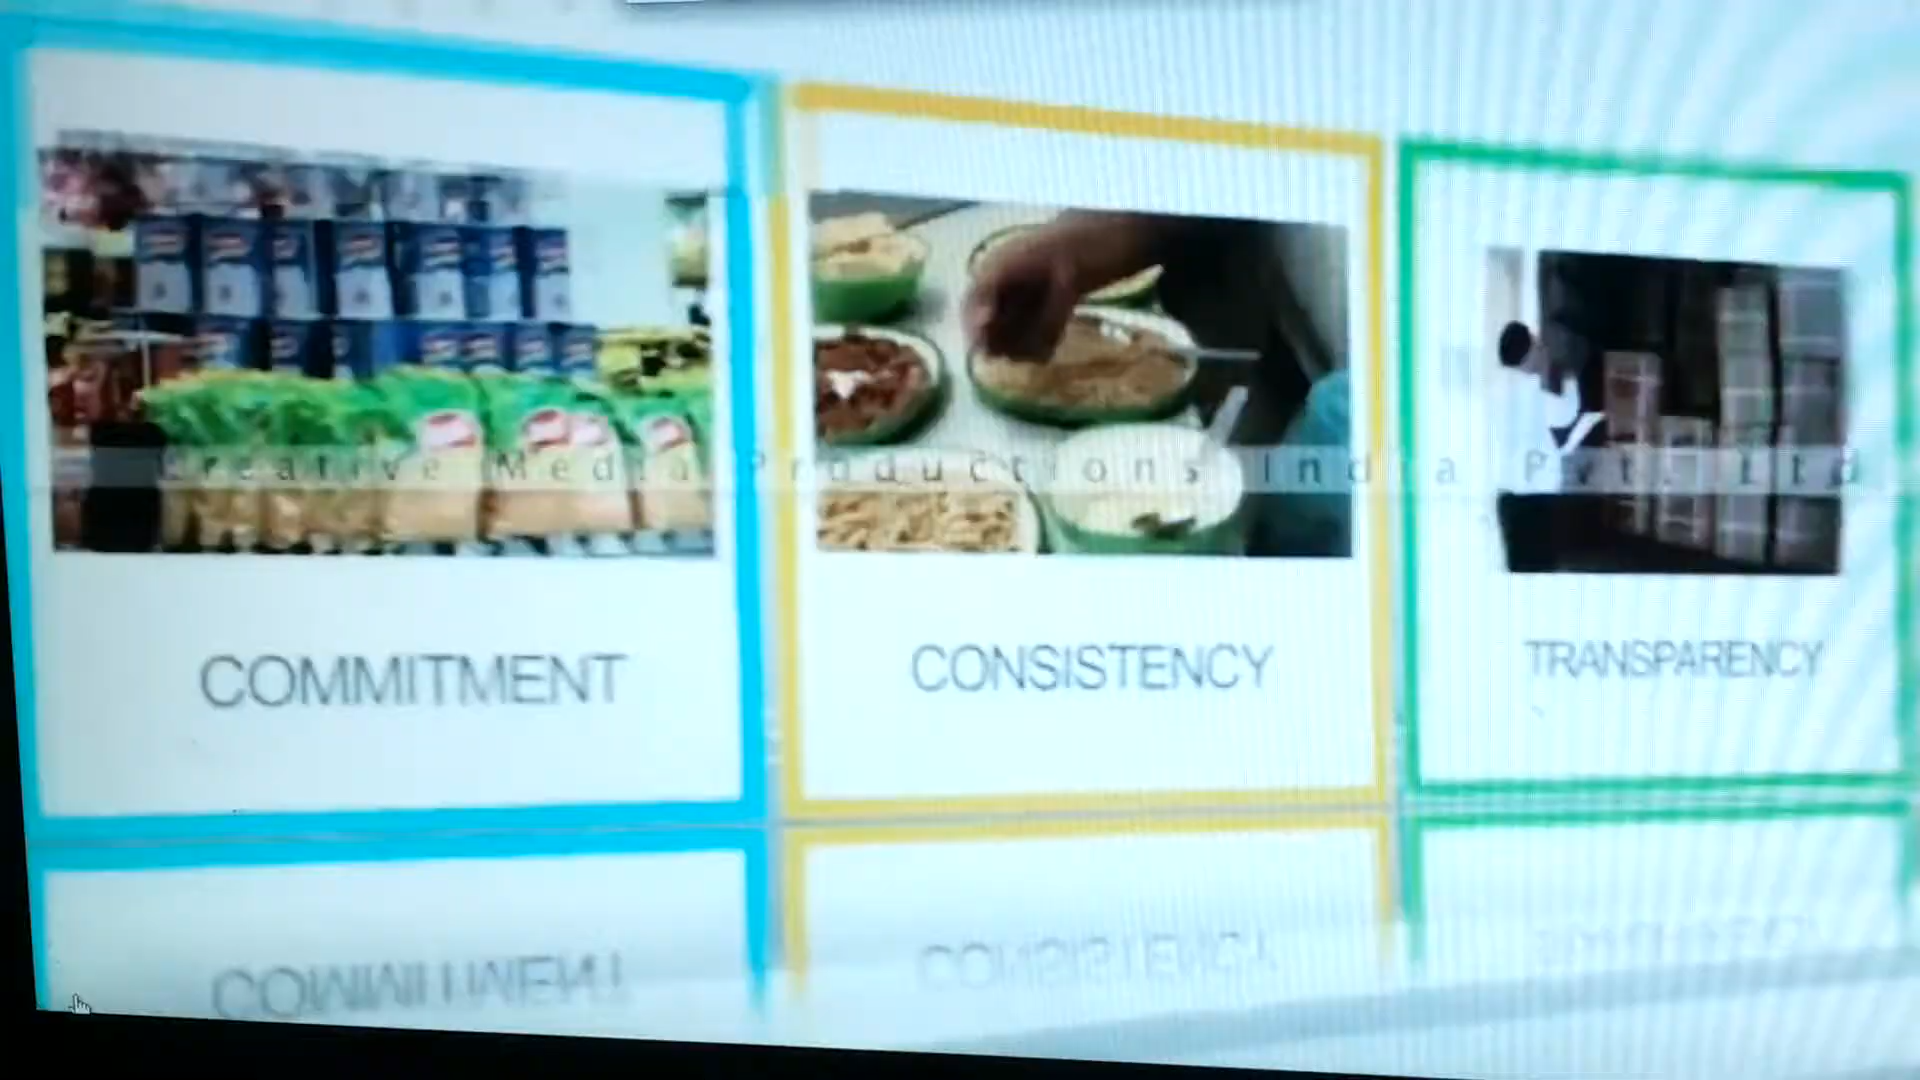 Creative Media Productions India Pvt. Ltd.
COMMITMENT
CONSISTENCY
TRANSPARENCY